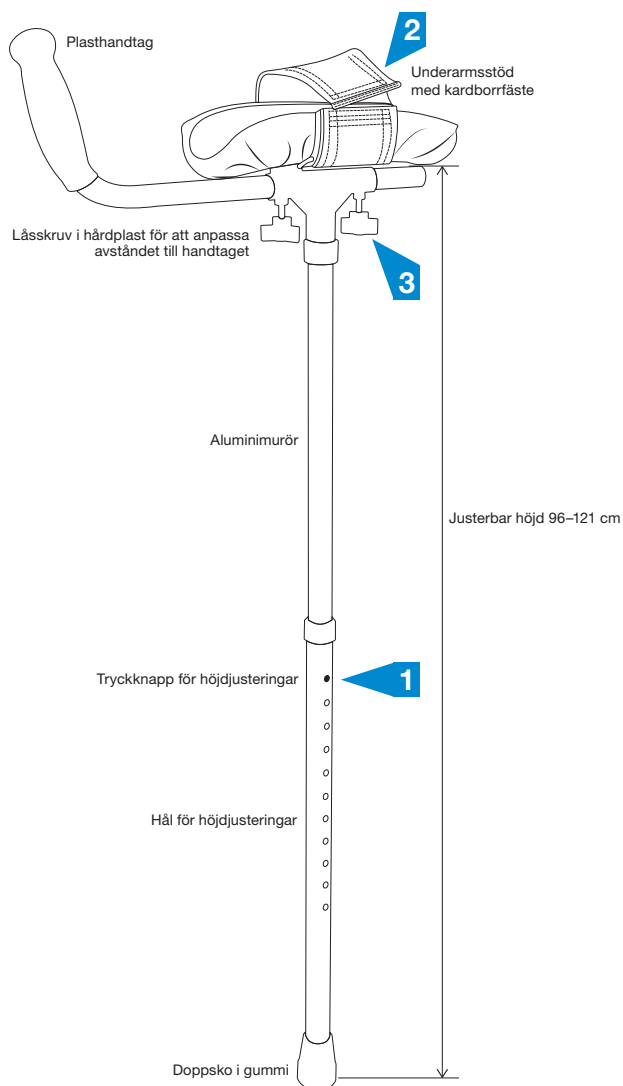 Plasthandtag
2
Underarmsstöd
med kardborrfäste
Låsskruv i hårdplast för att anpassa
avståndet till handtaget
3
Aluminimurör
Justerbar höjd 96–121 cm
Tryckknapp för höjdjusteringar
1
Hål för höjdjusteringar
Doppsko i gummi